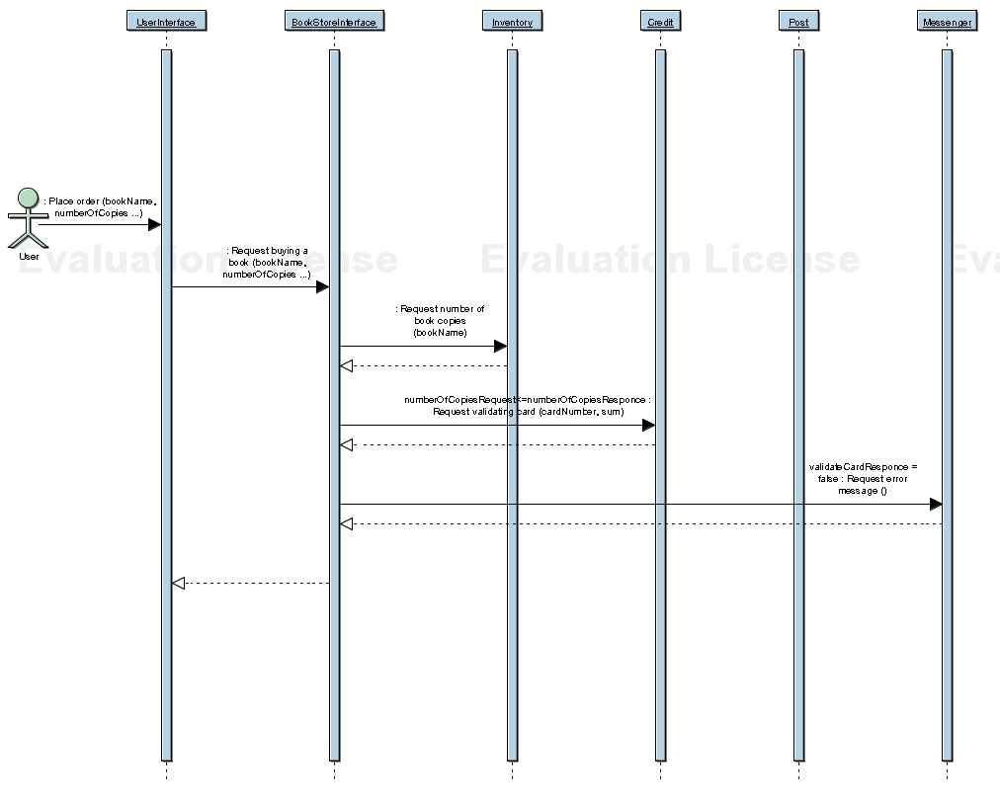 UserInterface
BookStoreInterface
Inventory
Credit
Post
Messenger
: Place order (bookName,
numberOfCopies ...)
User
Evaluation License
Evaluation License
Eva
: Request buying a
book (bookName,
numberOfCopies ...)
: Request number of
book copies
(bookName)
numberOfCopiesRequest<=numberOfCopiesResponce :
Request validating card (cardNumber, sum)
validateCardResponce =
false : Request error
message ()